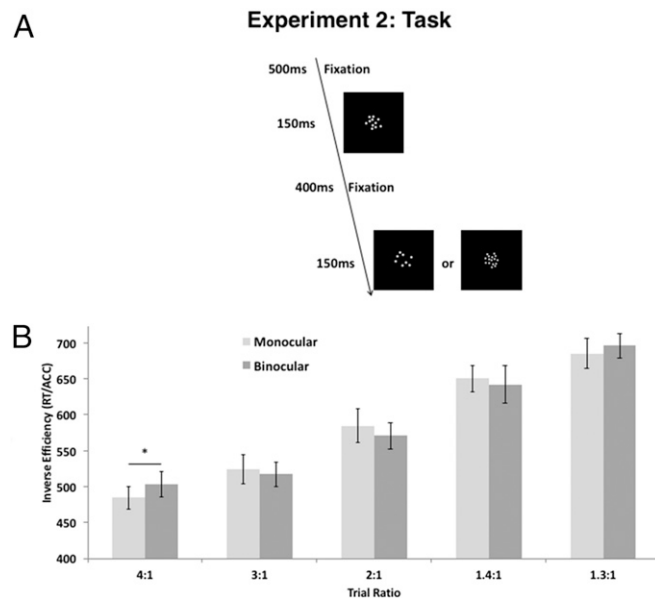 A
Experiment 2: Task
500ms Fixation
150ms
400ms Fixation
150ms or
B
Monocular
Binocular
Inverse Efficiency (RT/ACC)
700
650
600
550
500
450
400
*
4:1 3:1 2:1 1.4:1 1.3:1
Trial Ratio